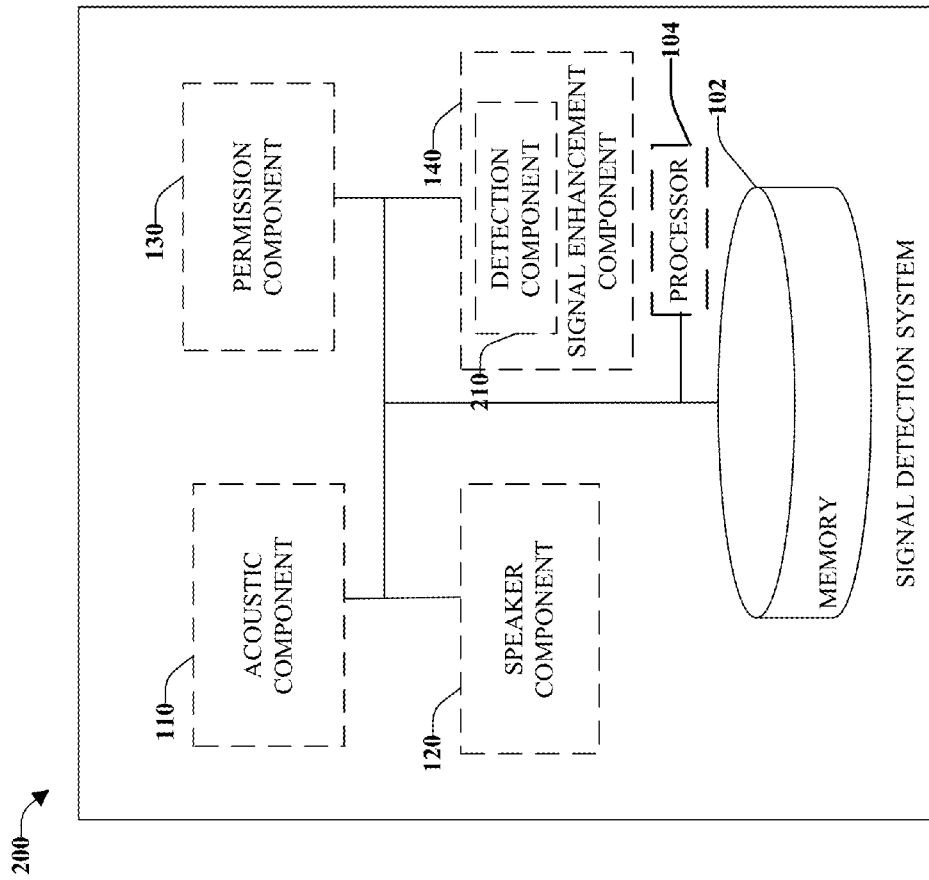 200
110
ACOUSTIC
COMPONENT
130
PERMISSION
COMPONENT
120
SPEAKER
COMPONENT
140
210
DETECTION
COMPONENT
SIGNAL ENHANCEMENT
COMPONENT
104
PROCESSOR
102
MEMORY
SIGNAL DETECTION SYSTEM